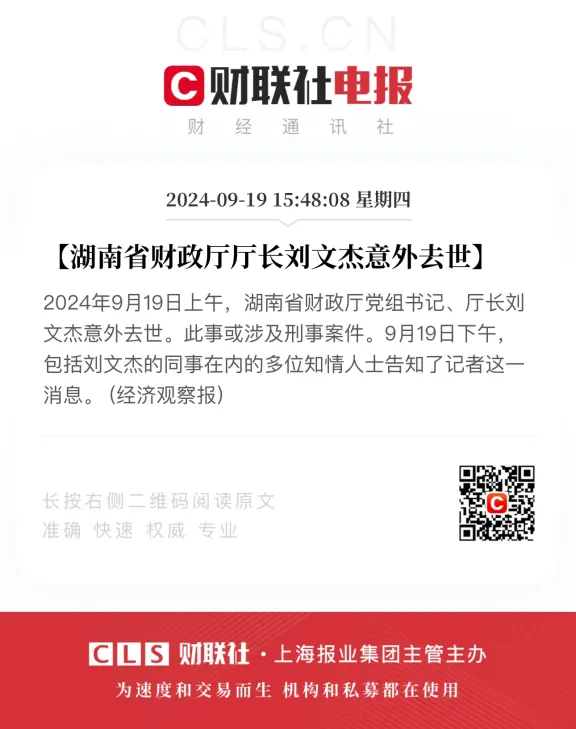 CLS.CN
C 财联社电报
财经通讯社
2024-09-19 15:48:08 星期四
【湖南省财政厅厅长刘文杰意外去世】
2024年9月19日上午，湖南省财政厅党组书记、厅长刘
文杰意外去世。此事或涉及刑事案件。9月19日下午，
包括刘文杰的同事在内的多位知情人士告知了记者这一
消息。（经济观察报）
长按右侧二维码阅读原文
准确 快速 权威 专业
C
CLS 财联社·上海报业集团主管主办
为速度和交易而生 机构和私募都在使用